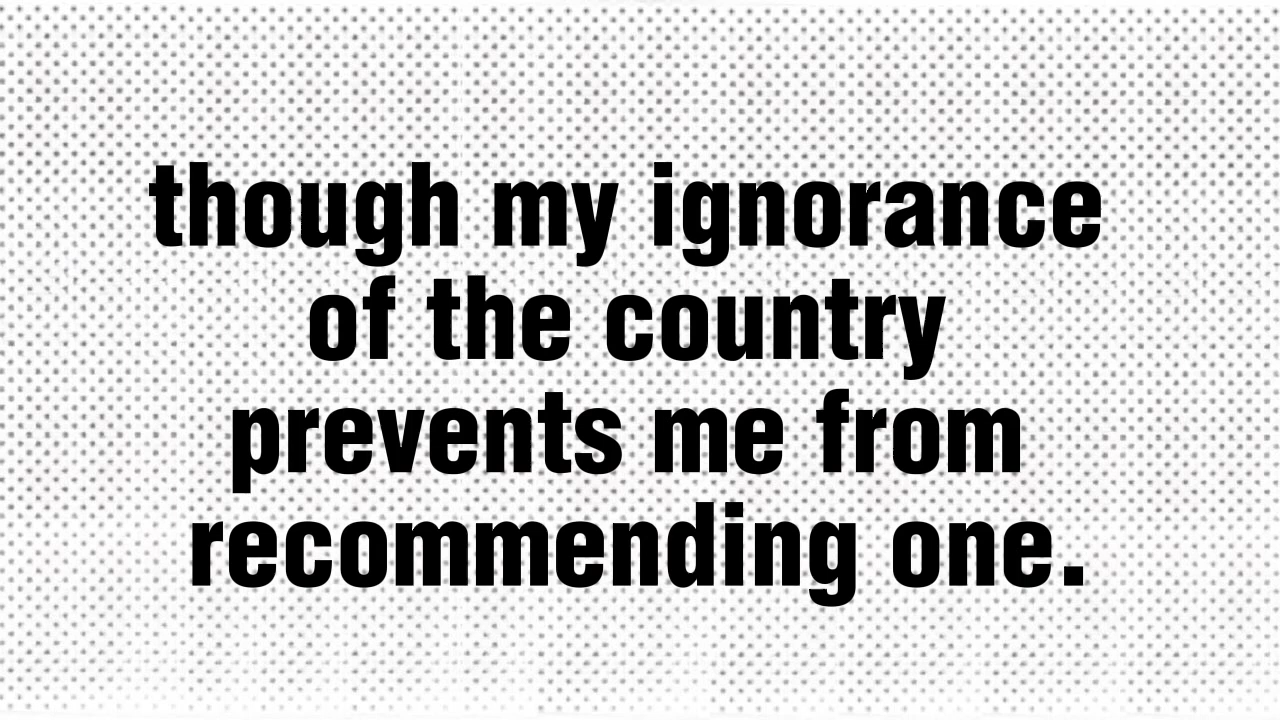 though my ignorance
of the country
prevents me from
recommending one.